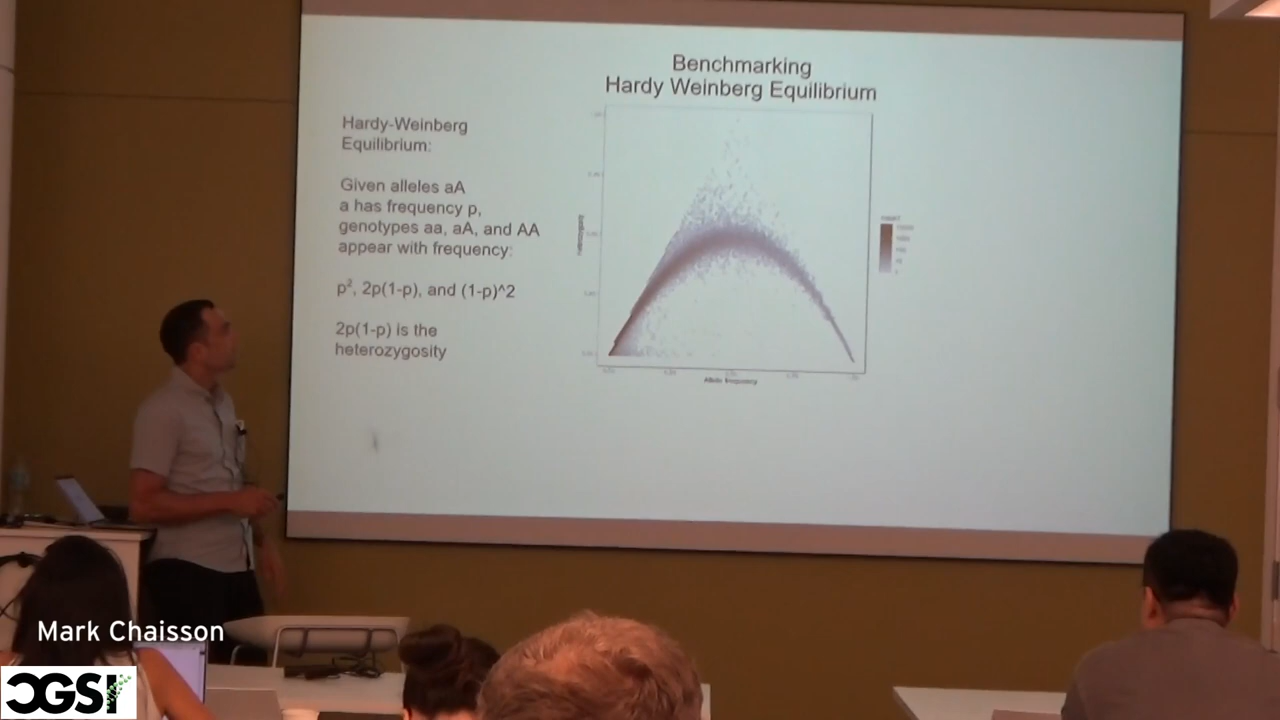 Benchmarking
Hardy Weinberg Equilibrium
Hardy-Weinberg
Equilibrium:
Given alleles aA
a has frequency p,
genotypes aa, aA, and AA
appear with frequency:
p², 2p(1-p), and (1-p)^2
2p(1-p) is the
heterozygosity
Allelic frequency
Mark Chaisson
CGSI